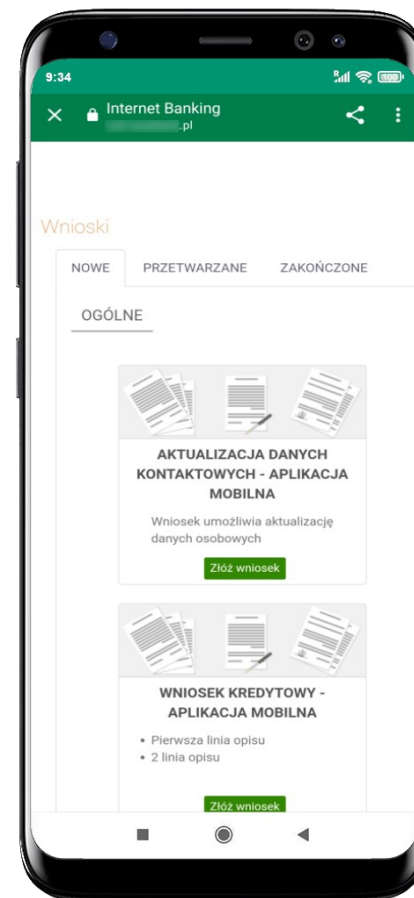 9:34
R
100
Internet Banking
.pl
Wnioski
NOWE PRZETWARZANE ZAKOŃCZONE
OGÓLNE
AKTUALIZACJA DANYCH
KONTAKTOWYCH - APLIKACJA
MOBILNA
Wniosek umożliwia aktualizację
danych osobowych
Złóż wniosek
WNIOSEK KREDYTOWY -
APLIKACJA MOBILNA
• Pierwsza linia opisu
• 2 linia opisu
Złóż wniosek